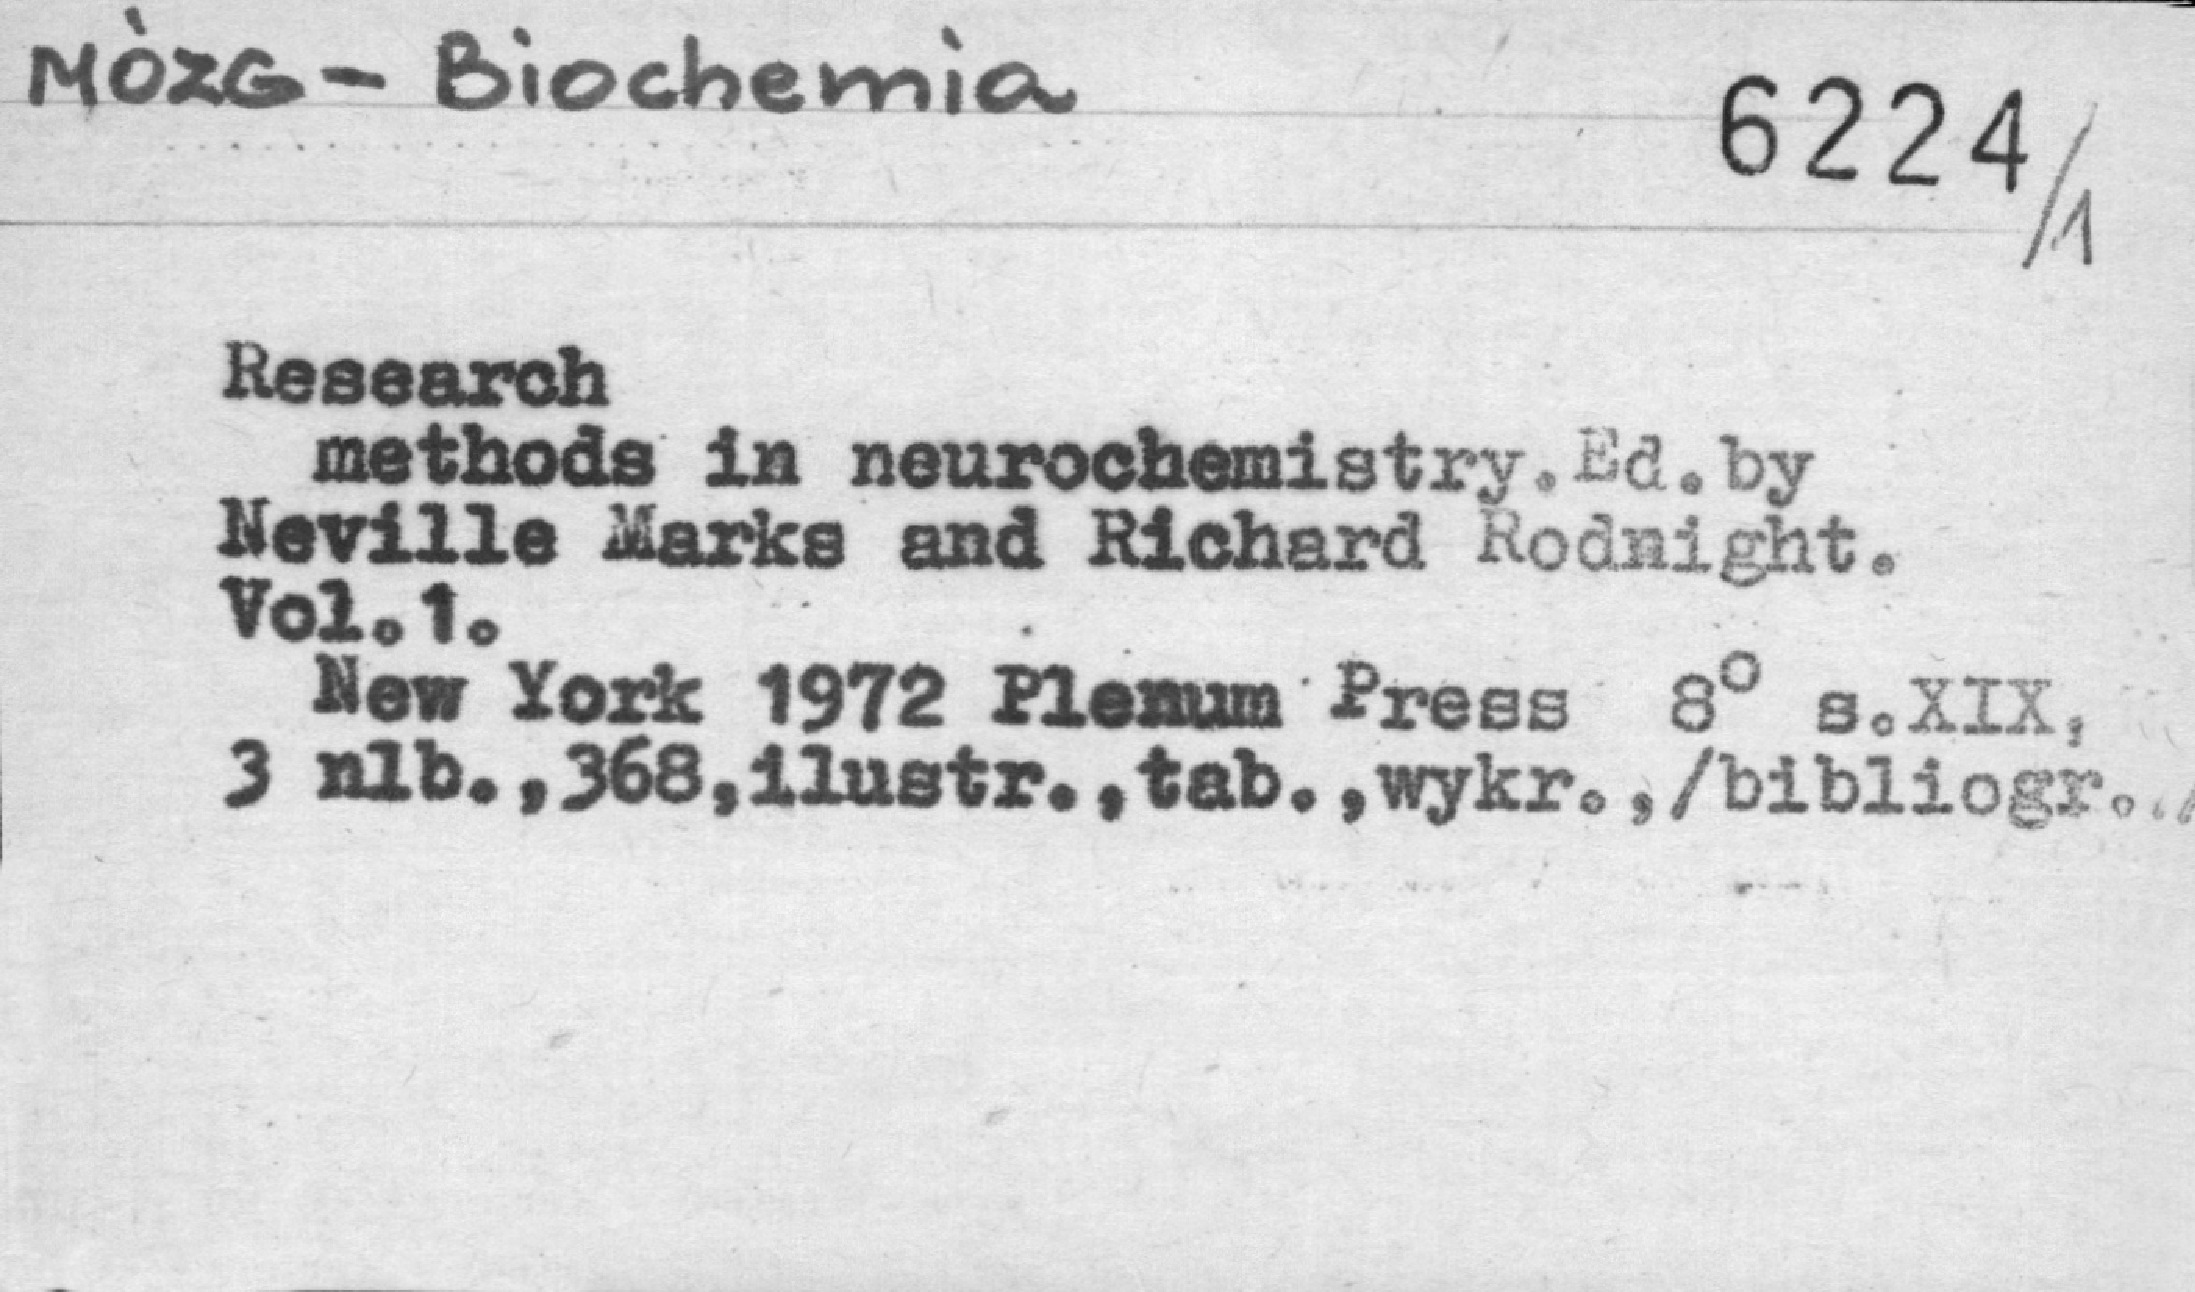 MÒZG - Biochemia
6224/1
Research
methods in neurochemistry.Ed.by
Neville Marks and Richard Rodnight.
Vol.1.
New York 1972 Plenum Press 8° s.XIX,
3 nlb.,368,ilustr.,tab.,wykr.,/bibliogr../